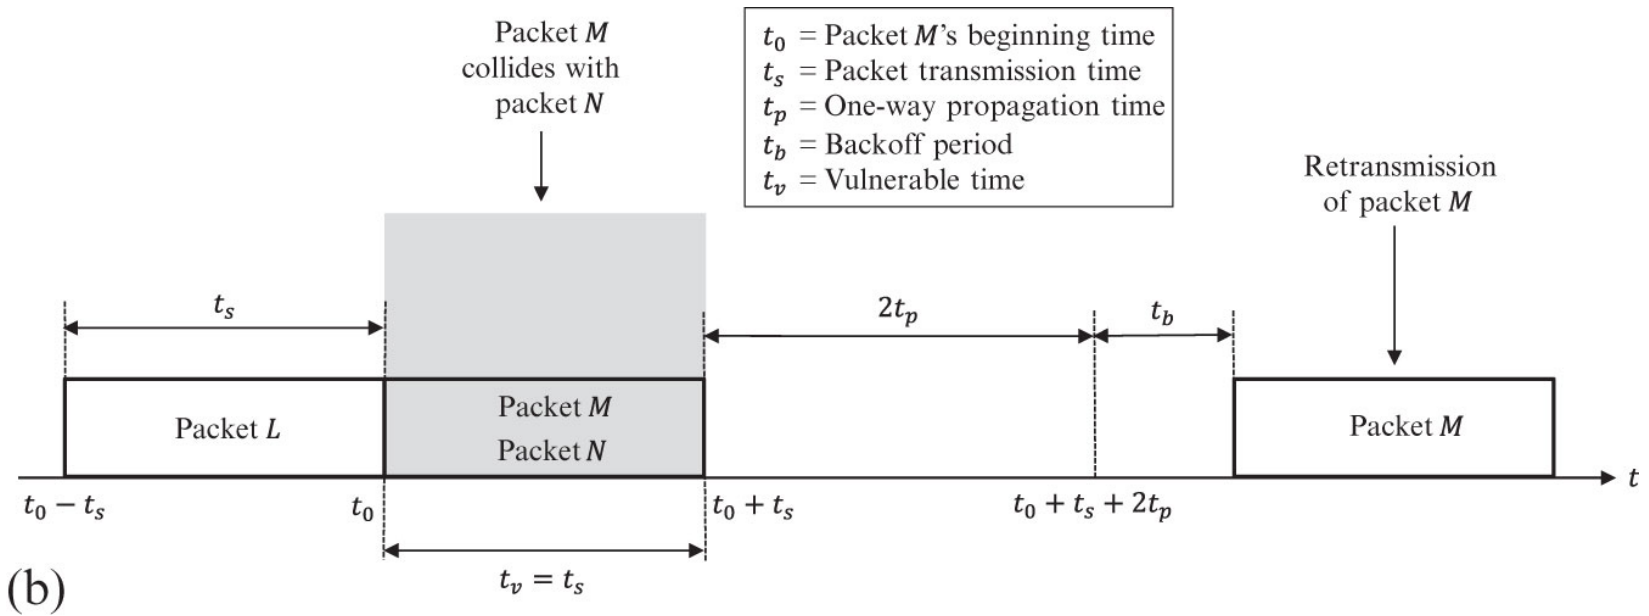 Packet M
collides with
packet N
t₀ = Packet M's beginning time
tₛ = Packet transmission time
tₚ = One-way propagation time
t_b = Backoff period
tᵥ = Vulnerable time
Retransmission
of packet M
tₛ
2tₚ
t_b
Packet L
Packet M
Packet N
Packet M
t
t₀ − tₛ
t₀
t₀ + tₛ
t₀ + tₛ + 2tₚ
tᵥ = tₛ
(b)